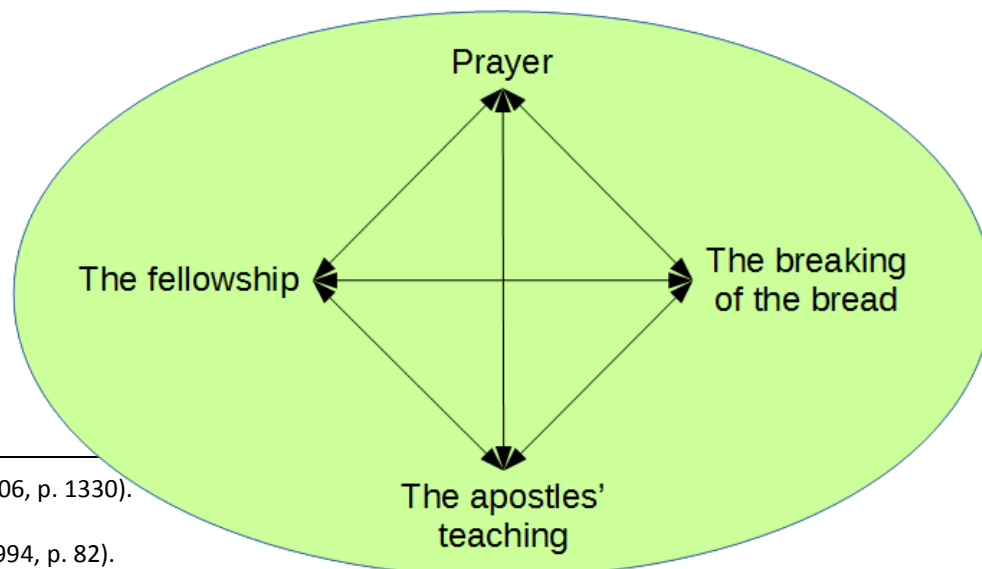 Prayer
The fellowship
The breaking
of the bread
The apostles’
teaching
06, p. 1330).
994, p. 82).